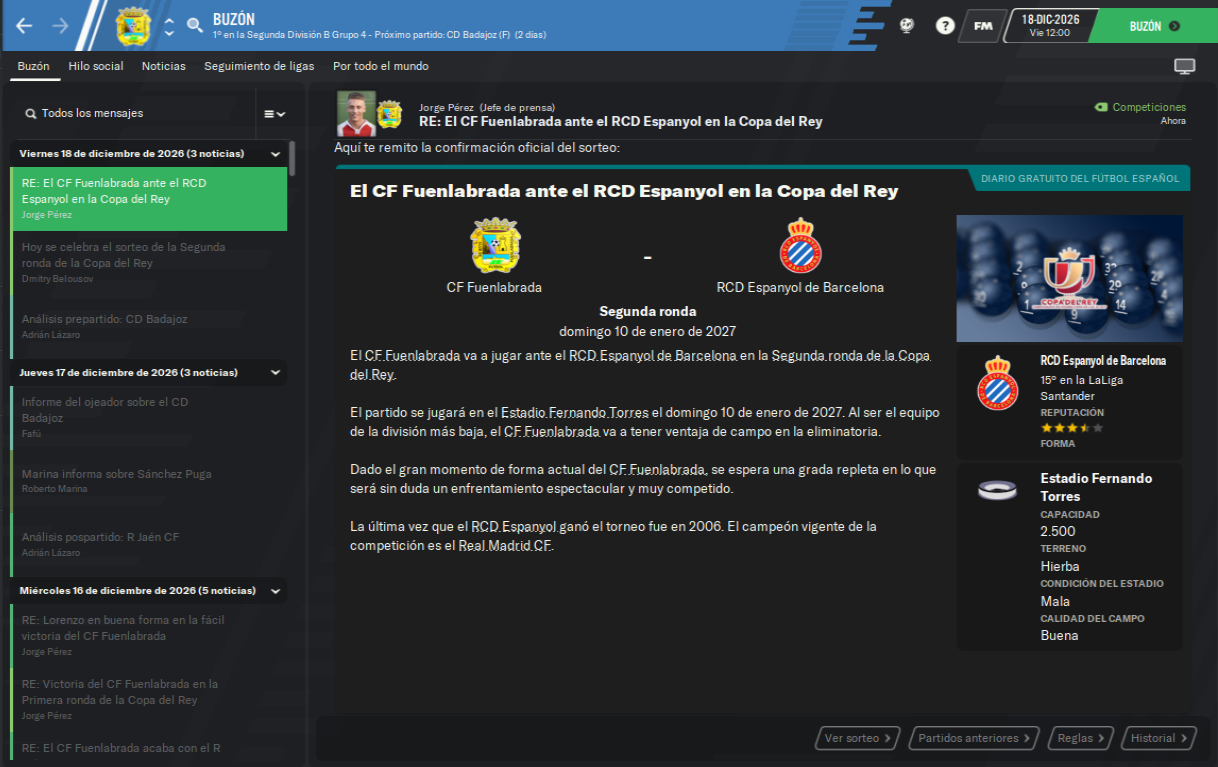 BUZÓN
1º en la Segunda División B Grupo 4 - Próximo partido: CD Badajoz (F) (2 días)
?
FM
18-DIC-2026
Vie 12:00
BUZÓN
Buzón
Hilo social
Noticias
Seguimiento de ligas
Por todo el mundo
Todos los mensajes
Viernes 18 de diciembre de 2026 (3 noticias)
RE: El CF Fuenlabrada ante el RCD
Espanyol en la Copa del Rey
Jorge Pérez
Hoy se celebra el sorteo de la Segunda
ronda de la Copa del Rey
Dmitry Belousov
Análisis prepartido: CD Badajoz
Adrián Lázaro
Jueves 17 de diciembre de 2026 (3 noticias)
Informe del ojeador sobre el CD
Badajoz
Fafú
Marina informa sobre Sánchez Puga
Roberto Marina
Análisis pospartido: R Jaén CF
Adrián Lázaro
Miércoles 16 de diciembre de 2026 (5 noticias)
RE: Lorenzo en buena forma en la fácil
victoria del CF Fuenlabrada
Jorge Pérez
RE: Victoria del CF Fuenlabrada en la
Primera ronda de la Copa del Rey
Jorge Pérez
RE: El CF Fuenlabrada acaba con el R
Jorge Pérez (Jefe de prensa)
RE: El CF Fuenlabrada ante el RCD Espanyol en la Copa del Rey
Competiciones
Ahora
Aquí te remito la confirmación oficial del sorteo:
DIARIO GRATUITO DEL FÚTBOL ESPAÑOL
El CF Fuenlabrada ante el RCD Espanyol en la Copa del Rey
-
CF Fuenlabrada
RCD Espanyol de Barcelona
Segunda ronda
domingo 10 de enero de 2027
El CF Fuenlabrada va a jugar ante el RCD Espanyol de Barcelona en la Segunda ronda de la Copa
del Rey.
El partido se jugará en el Estadio Fernando Torres el domingo 10 de enero de 2027. Al ser el equipo
de la división más baja, el CF Fuenlabrada va a tener ventaja de campo en la eliminatoria.
Dado el gran momento de forma actual del CF Fuenlabrada, se espera una grada repleta en lo que
será sin duda un enfrentamiento espectacular y muy competido.
La última vez que el RCD Espanyol ganó el torneo fue en 2006. El campeón vigente de la
competición es el Real Madrid CF.
COPA DEL REY
RCD Espanyol de Barcelona
15º en la LaLiga
Santander
REPUTACIÓN
FORMA
Estadio Fernando
Torres
CAPACIDAD
2.500
TERRENO
Hierba
CONDICIÓN DEL ESTADIO
Mala
CALIDAD DEL CAMPO
Buena
Ver sorteo
Partidos anteriores
Reglas
Historial